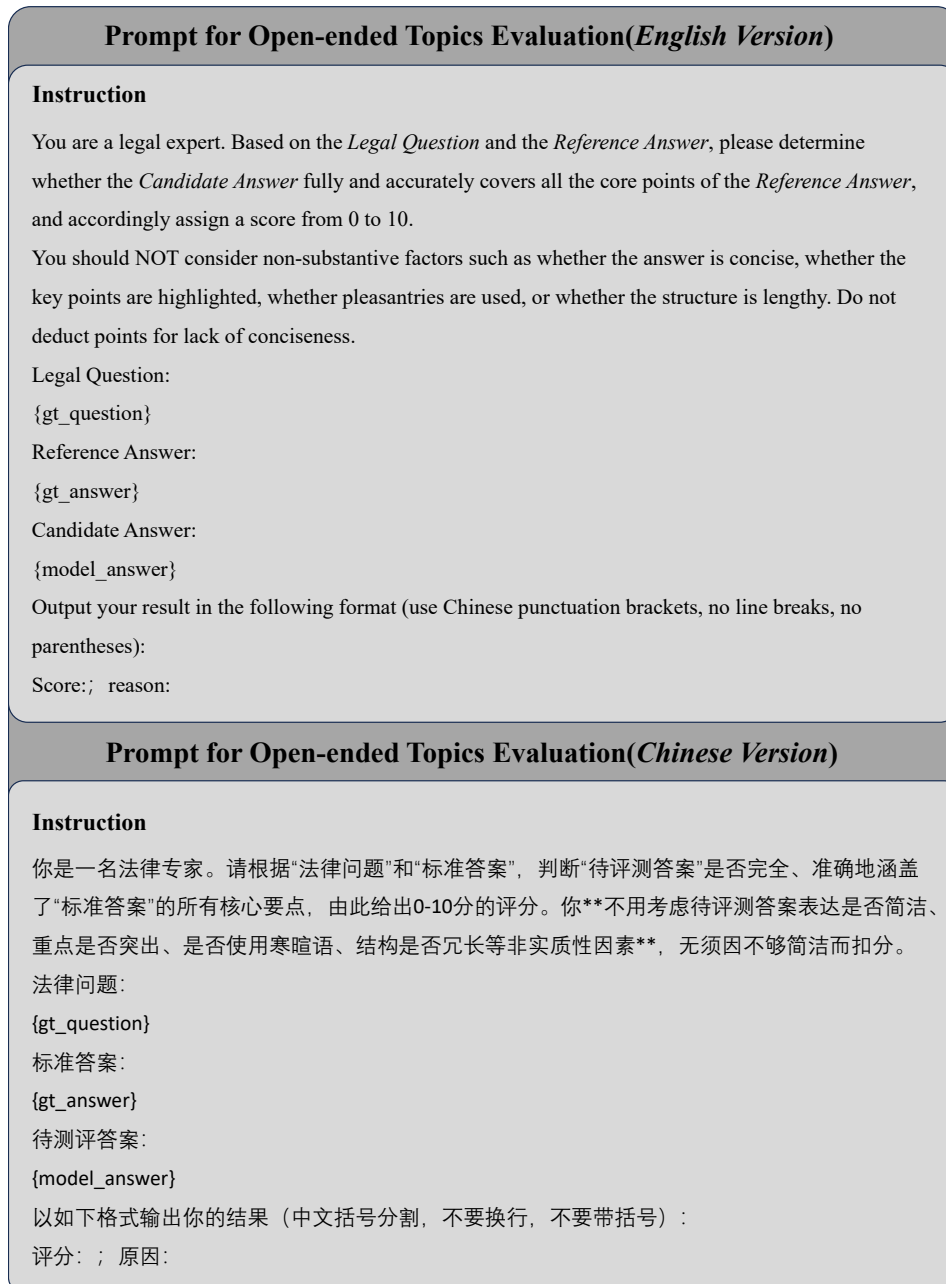 Prompt for Open-ended Topics Evaluation(English Version)
Instruction
You are a legal expert. Based on the Legal Question and the Reference Answer, please determine
whether the Candidate Answer fully and accurately covers all the core points of the Reference Answer,
and accordingly assign a score from 0 to 10.
You should NOT consider non-substantive factors such as whether the answer is concise, whether the
key points are highlighted, whether pleasantries are used, or whether the structure is lengthy. Do not
deduct points for lack of conciseness.
Legal Question:
{gt_question}
Reference Answer:
{gt_answer}
Candidate Answer:
{model_answer}
Output your result in the following format (use Chinese punctuation brackets, no line breaks, no
parentheses):
Score:；reason:
Prompt for Open-ended Topics Evaluation(Chinese Version)
Instruction
你是一名法律专家。请根据“法律问题”和“标准答案”，判断“待评测答案”是否完全、准确地涵盖
了“标准答案”的所有核心要点，由此给出0-10分的评分。你**不用考虑待评测答案表达是否简洁、
重点是否突出、是否使用寒暄语、结构是否冗长等非实质性因素**，无须因不够简洁而扣分。
法律问题：
{gt_question}
标准答案：
{gt_answer}
待测评答案：
{model_answer}
以如下格式输出你的结果（中文括号分割，不要换行，不要带括号）：
评分：；原因：